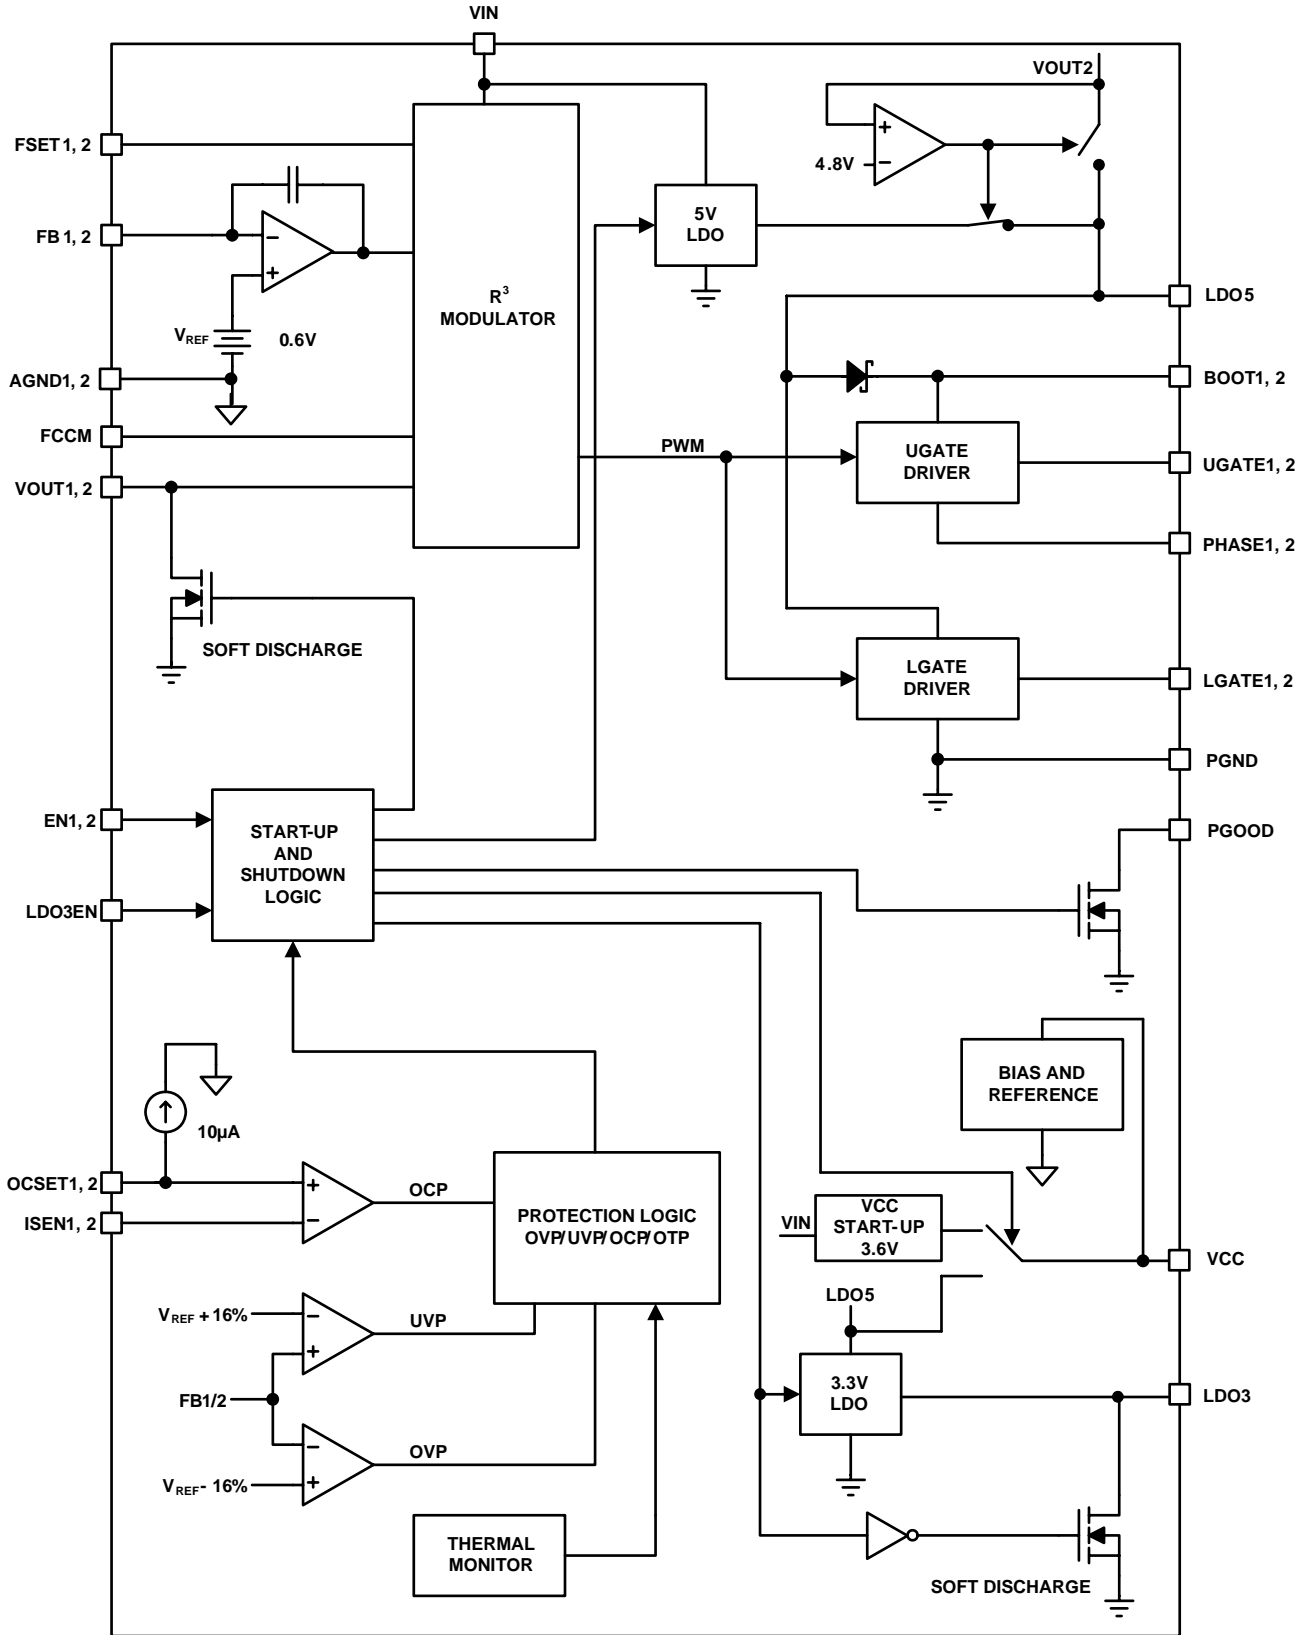 VIN
VOUT2
FSET1, 2
+
−
4.8V
5V
LDO
FB1, 2
−
+
R3
MODULATOR
LDO5
VREF
0.6V
AGND1, 2
BOOT1, 2
FCCM
PWM
UGATE
DRIVER
UGATE1, 2
VOUT1, 2
PHASE1, 2
SOFT DISCHARGE
LGATE
DRIVER
LGATE1, 2
PGND
EN1, 2
START-UP
AND
SHUTDOWN
LOGIC
PGOOD
LDO3EN
BIAS AND
REFERENCE
10µA
OCSET1, 2
+
−
OCP
ISEN1, 2
PROTECTION LOGIC
OVP/UVP/OCP/OTP
VIN
VCC
START-UP
3.6V
VCC
LDO5
VREF + 16%
−
+
UVP
FB1/2
3.3V
LDO
LDO3
−
+
OVP
VREF - 16%
THERMAL
MONITOR
SOFT DISCHARGE